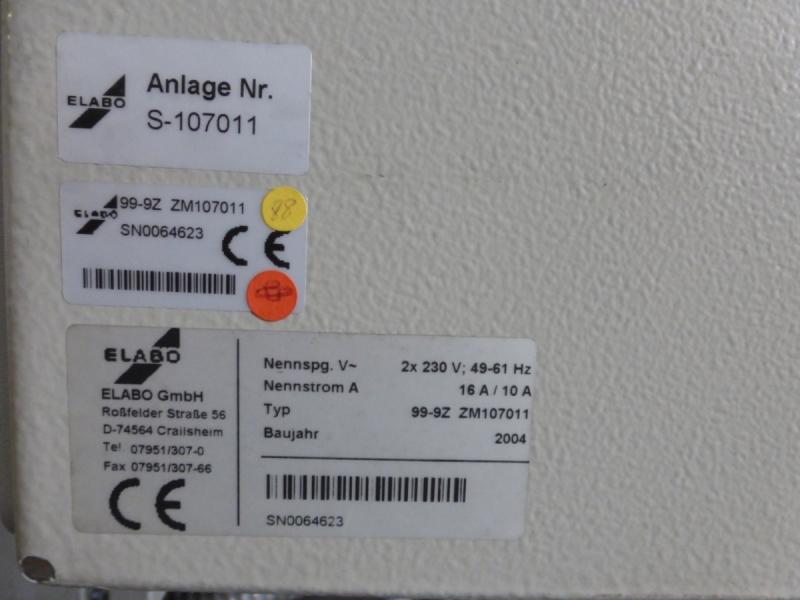 ELABO
Anlage Nr.
S-107011
ELABO
99-9Z ZM107011
SN0064623
CE
88
ELABO
ELABO GmbH
Roßfelder Straße 56
D-74564 Crailsheim
Tel. 07951/307-0
Fax 07951/307-66
CE
Nennspg. V~ 2x 230 V; 49-61 Hz
Nennstrom A 16 A / 10 A
Typ 99-9Z ZM107011
Baujahr 2004
SN0064623